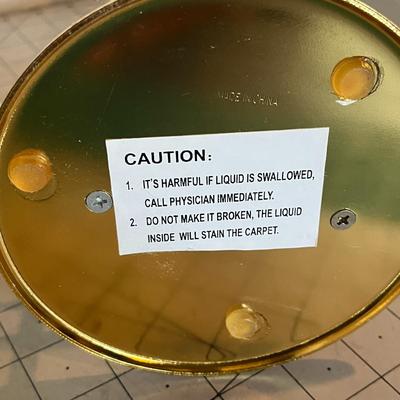 MADE IN CHINA
CAUTION:
1. IT'S HARMFUL IF LIQUID IS SWALLOWED,
CALL PHYSICIAN IMMEDIATELY.
2. DO NOT MAKE IT BROKEN, THE LIQUID
INSIDE WILL STAIN THE CARPET.